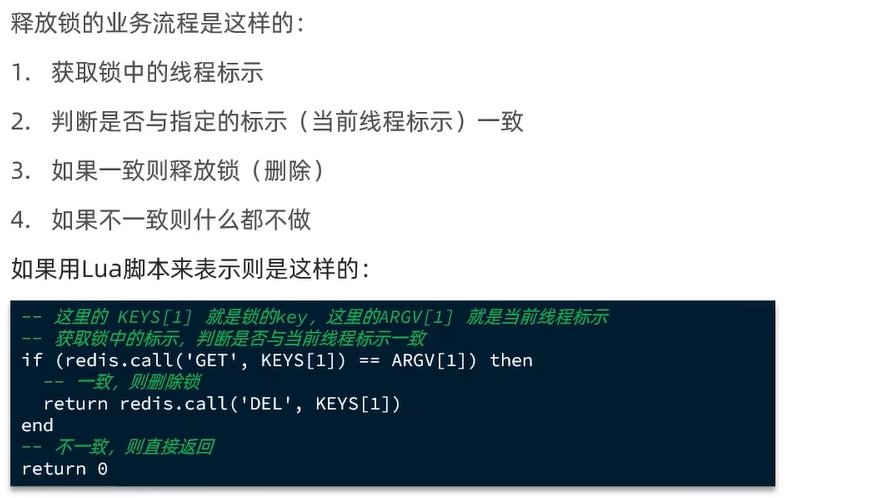 释放锁的业务流程是这样的：
1. 获取锁中的线程标示
2. 判断是否与指定的标示（当前线程标示）一致
3. 如果一致则释放锁（删除）
4. 如果不一致则什么都不做
如果用Lua脚本来表示则是这样的：
-- 这里的 KEYS[1] 就是锁的key，这里的ARGV[1] 就是当前线程标示
-- 获取锁中的标示，判断是否与当前线程标示一致
if (redis.call('GET', KEYS[1]) == ARGV[1]) then
  -- 一致，则删除锁
  return redis.call('DEL', KEYS[1])
end
-- 不一致，则直接返回
return 0